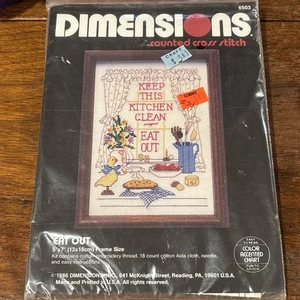 6503
DIMENSIONS
counted cross stitch
KEEP
THIS
KITCHEN
CLEAN
EAT
OUT
EAT OUT
5"x7" (13x18cm) Frame Size
Kit contains cotton embroidery thread, 18 count cotton Aida cloth, needle,
and easy instructions.
COLOR
ACCENTED
CHART
© 1986 DIMENSIONS INC., 641 McKnight Street, Reading, PA, 19601 U.S.A.
Made and Printed in U.S.A. All rights reserved.